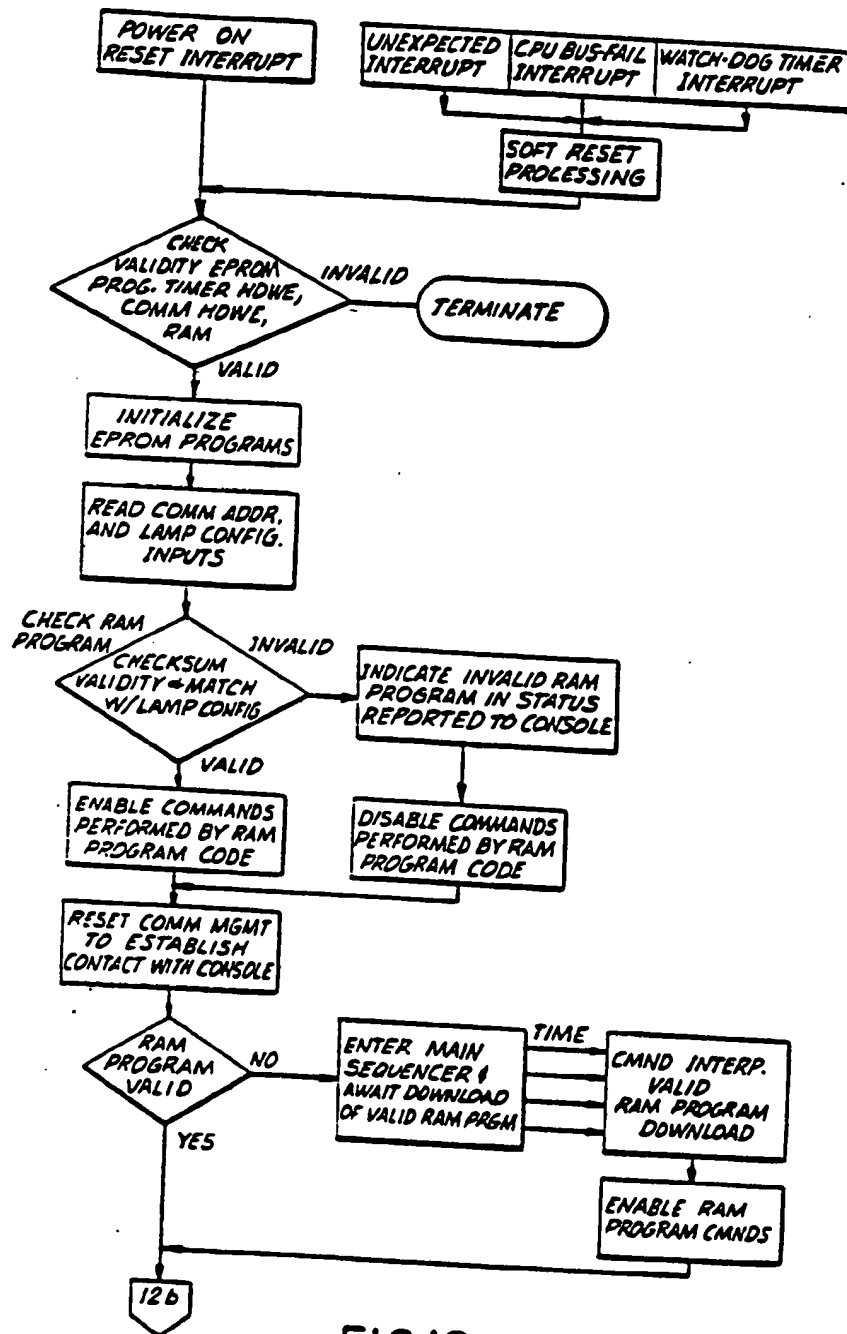 POWER ON
RESET INTERRUPT
UNEXPECTED
INTERRUPT
CPU BUS-FAIL
INTERRUPT
WATCH-DOG TIMER
INTERRUPT
SOFT RESET
PROCESSING
CHECK
VALIDITY EPROM
PROG. TIMER HDWE,
COMM HDWE,
RAM
INVALID
TERMINATE
VALID
INITIALIZE
EPROM PROGRAMS
READ COMM ADDR,
AND LAMP CONFIG.
INPUTS
CHECK RAM
PROGRAM
CHECKSUM
VALIDITY & MATCH
W/LAMP CONFIG
INVALID
INDICATE INVALID RAM
PROGRAM IN STATUS
REPORTED TO CONSOLE
VALID
ENABLE COMMANDS
PERFORMED BY RAM
PROGRAM CODE
DISABLE COMMANDS
PERFORMED BY RAM
PROGRAM CODE
RESET COMM MGMT
TO ESTABLISH
CONTACT WITH CONSOLE
RAM
PROGRAM
VALID
NO
ENTER MAIN
SEQUENCER &
AWAIT DOWNLOAD
OF VALID RAM PRGM
TIME
CMND INTERP.
VALID
RAM PROGRAM
DOWNLOAD
YES
ENABLE RAM
PROGRAM CMNDS
12b